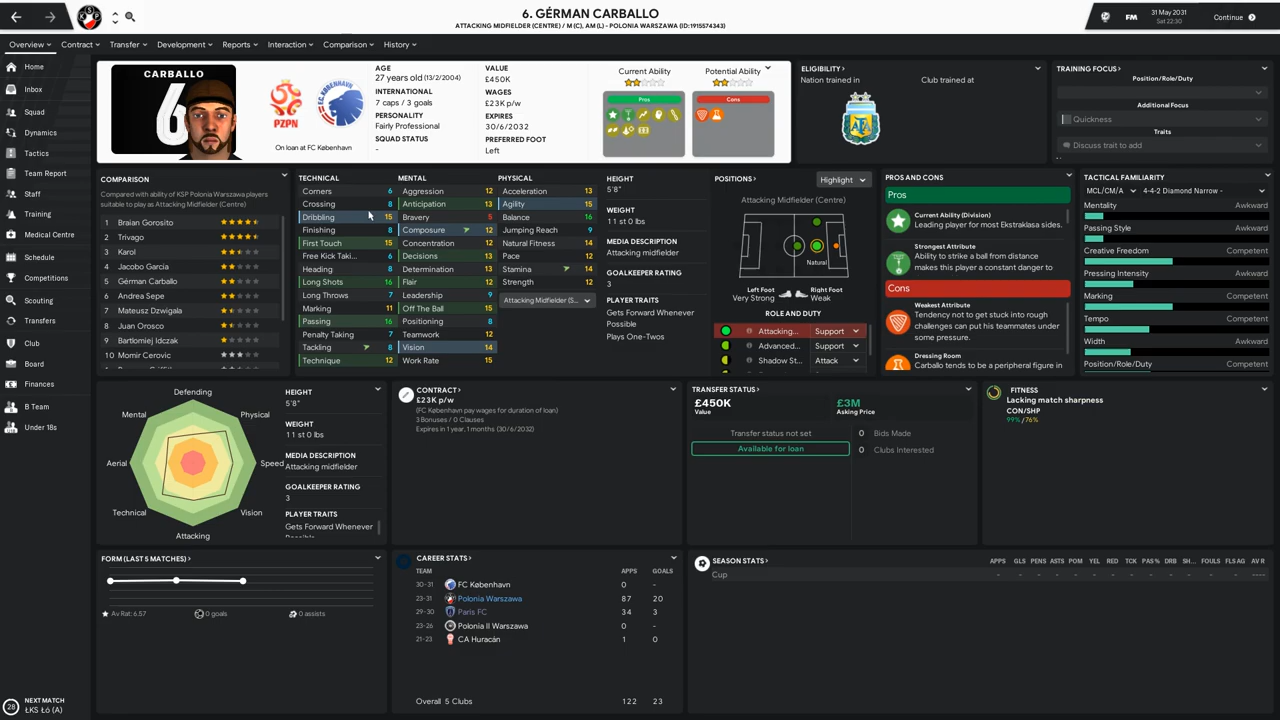 6. GÉRMAN CARBALLO
ATTACKING MIDFIELDER (CENTRE) / M (C), AM (L) - POLONIA WARSZAWA (ID:1915574343)
FM
31 May 2031
Sat 22:30
Continue
Overview
Contract
Transfer
Development
Reports
Interaction
Comparison
History
Home
Inbox
Squad
Dynamics
Tactics
Team Report
Staff
Training
Medical Centre
Schedule
Competitions
Scouting
Transfers
Club
Board
Finances
B Team
Under 18s
28
NEXT MATCH
ŁKS Łó (A)
CARBALLO
6
PZPN
On loan at FC København
AGE
27 years old (13/2/2004)
INTERNATIONAL
7 caps / 3 goals
PERSONALITY
Fairly Professional
SQUAD STATUS
-
VALUE
£450K
WAGES
£23K p/w
EXPIRES
30/6/2032
PREFERRED FOOT
Left
Current Ability
Pros
Potential Ability
Cons
ELIGIBILITY>
Nation trained in
Club trained at
TRAINING FOCUS>
Position/Role/Duty
Additional Focus
Quickness
Traits
Discuss trait to add
COMPARISON
Compared with ability of KSP Polonia Warszawa players
suitable to play as Attacking Midfielder (Centre)
1 Braian Gorosito
2 Trivago
3 Karol
4 Jacobo García
5 Gérman Carballo
6 Andrea Sepe
7 Mateusz Dzwigala
8 Juan Orosco
9 Bartlomiej Idczak
10 Momir Cerovic
TECHNICAL
Corners 6
Crossing 8
Dribbling 15
Finishing 8
First Touch 15
Free Kick Taki... 6
Heading 8
Long Shots 16
Long Throws 7
Marking 11
Passing 16
Penalty Taking 7
Tackling 8
Technique 12
MENTAL
Aggression 12
Anticipation 13
Bravery 5
Composure 12
Concentration 12
Decisions 13
Determination 13
Flair 12
Leadership 9
Off The Ball 15
Positioning 8
Teamwork 12
Vision 14
Work Rate 15
PHYSICAL
Acceleration 13
Agility 15
Balance 16
Jumping Reach 9
Natural Fitness 14
Pace 12
Stamina 14
Strength 12
Attacking Midfielder (S...
HEIGHT
5'8"
WEIGHT
11 st 0 lbs
MEDIA DESCRIPTION
Attacking midfielder
GOALKEEPER RATING
3
PLAYER TRAITS
Gets Forward Whenever
Possible
Plays One-Twos
POSITIONS
Highlight
Attacking Midfielder (Centre)
Natural
Left Foot
Very Strong
Right Foot
Weak
ROLE AND DUTY
Attacking... Support
Advanced... Support
Shadow St... Attack
PROS AND CONS
Pros
Current Ability (Division)
Leading player for most Ekstraklasa sides.
Strongest Attribute
Ability to strike a ball from distance
makes this player a constant danger to
Cons
Weakest Attribute
Tendency not to get stuck into rough
challenges can put his teammates under
some pressure.
Dressing Room
Carballo tends to be a peripheral figure in
TACTICAL FAMILIARITY
MCL/CM/A
4-4-2 Diamond Narrow -
Mentality Awkward
Passing Style Awkward
Creative Freedom Competent
Pressing Intensity Awkward
Marking Competent
Tempo Awkward
Width Awkward
Position/Role/Duty Competent
Defending
Physical
Speed
Vision
Attacking
Technical
Aerial
Mental
HEIGHT
5'8"
WEIGHT
11 st 0 lbs
MEDIA DESCRIPTION
Attacking midfielder
GOALKEEPER RATING
3
PLAYER TRAITS
Gets Forward Whenever
CONTRACT>
£23K p/w
(FC København pay wages for duration of loan)
3 Bonuses / 0 Clauses
Expires in 1 year, 1 months (30/6/2032)
TRANSFER STATUS>
£450K
Value
£3M
Asking Price
Transfer status not set
Available for loan
0 Bids Made
0 Clubs Interested
FITNESS
Lacking match sharpness
CON/SHP
99% / 76%
FORM (LAST 5 MATCHES)>
Av Rat: 6.57
0 goals
0 assists
CAREER STATS>
TEAM APPS GOALS
30-31 FC København 0 -
23-31 Polonia Warszawa 87 20
29-30 Paris FC 34 3
23-26 Polonia II Warszawa 0 -
21-23 CA Huracán 1 0
Overall 5 Clubs 122 23
SEASON STATS>
APPS GLS PENS ASTS POM YEL RED TCK PAS % DRB SH... FOULS FLS AG AV R
Cup - - - - - - - - - - - - - ----